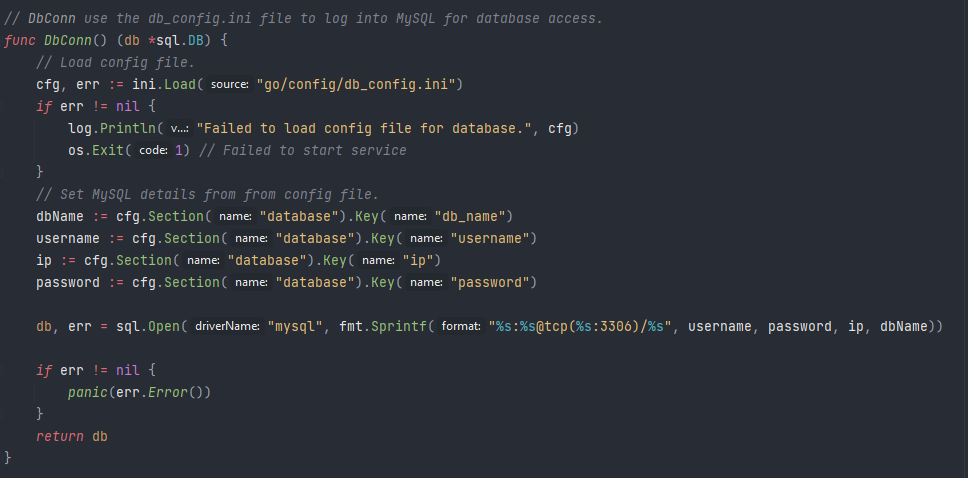 // DbConn use the db_config.ini file to log into MySQL for database access.
func DbConn() (db *sql.DB) {
    // Load config file.
    cfg, err := ini.Load( source: "go/config/db_config.ini")
    if err != nil {
        log.Println( v...: "Failed to load config file for database.", cfg)
        os.Exit( code: 1) // Failed to start service
    }
    // Set MySQL details from from config file.
    dbName := cfg.Section( name: "database").Key( name: "db_name")
    username := cfg.Section( name: "database").Key( name: "username")
    ip := cfg.Section( name: "database").Key( name: "ip")
    password := cfg.Section( name: "database").Key( name: "password")
    db, err = sql.Open( driverName: "mysql", fmt.Sprintf( format: "%s:%s@tcp(%s:3306)/%s", username, password, ip, dbName))
    if err != nil {
        panic(err.Error())
    }
    return db
}